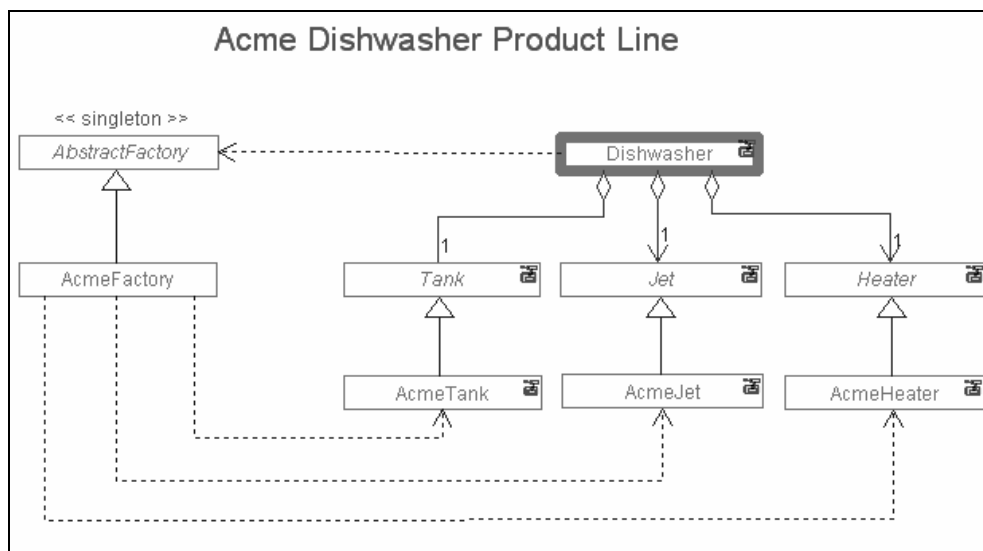 Acme Dishwasher Product Line
<< singleton >>
AbstractFactory
Dishwasher
1
1
1
AcmeFactory
Tank
Jet
Heater
AcmeTank
AcmeJet
AcmeHeater